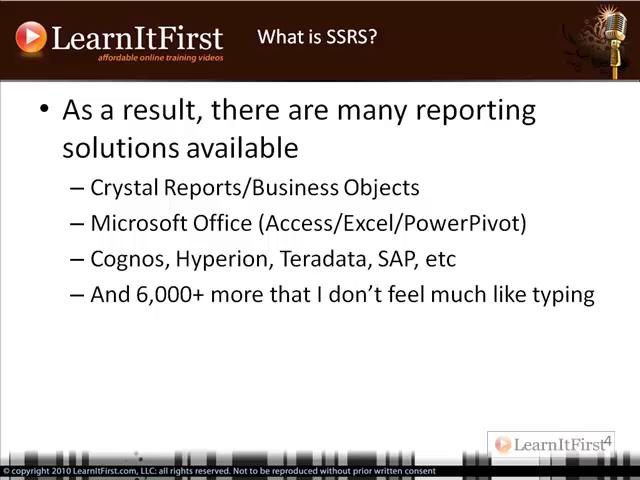 LearnItFirst
affordable online training videos
What is SSRS?
• As a result, there are many reporting
solutions available
– Crystal Reports/Business Objects
– Microsoft Office (Access/Excel/PowerPivot)
– Cognos, Hyperion, Teradata, SAP, etc
– And 6,000+ more that I don't feel much like typing
LearnItFirst
4
© copyright 2010 LearnItFirst.com, LLC: all rights reserved. Not to be reproduced without prior written consent